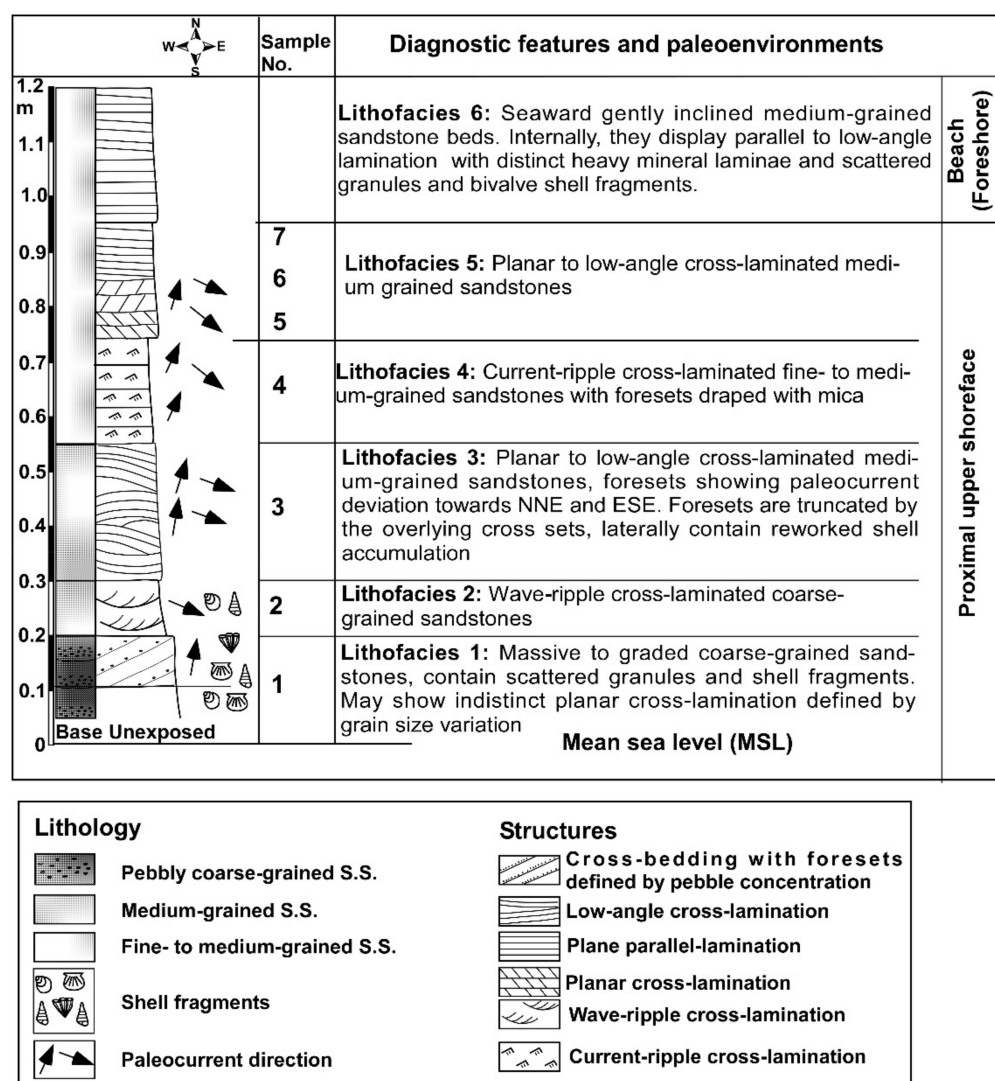 N
W E
S
Sample
No.
Diagnostic features and paleoenvironments
1.2
m
1.1
1.0
0.9
0.8
0.7
0.6
0.5
0.4
0.3
0.2
0.1
0
Base Unexposed
7
6
5
4
3
2
1
Lithofacies 6: Seaward gently inclined medium-grained
sandstone beds. Internally, they display parallel to low-angle
lamination with distinct heavy mineral laminae and scattered
granules and bivalve shell fragments.
Lithofacies 5: Planar to low-angle cross-laminated medi-
um grained sandstones
Lithofacies 4: Current-ripple cross-laminated fine- to medi-
um-grained sandstones with foresets draped with mica
Lithofacies 3: Planar to low-angle cross-laminated medi-
um-grained sandstones, foresets showing paleocurrent
deviation towards NNE and ESE. Foresets are truncated by
the overlying cross sets, laterally contain reworked shell
accumulation
Lithofacies 2: Wave-ripple cross-laminated coarse-
grained sandstones
Lithofacies 1: Massive to graded coarse-grained sand-
stones, contain scattered granules and shell fragments.
May show indistinct planar cross-lamination defined by
grain size variation
Mean sea level (MSL)
Beach
(Foreshore)
Proximal upper shoreface
Lithology
Pebbly coarse-grained S.S.
Medium-grained S.S.
Fine- to medium-grained S.S.
Shell fragments
Paleocurrent direction
Structures
Cross-bedding with foresets
defined by pebble concentration
Low-angle cross-lamination
Plane parallel-lamination
Planar cross-lamination
Wave-ripple cross-lamination
Current-ripple cross-lamination